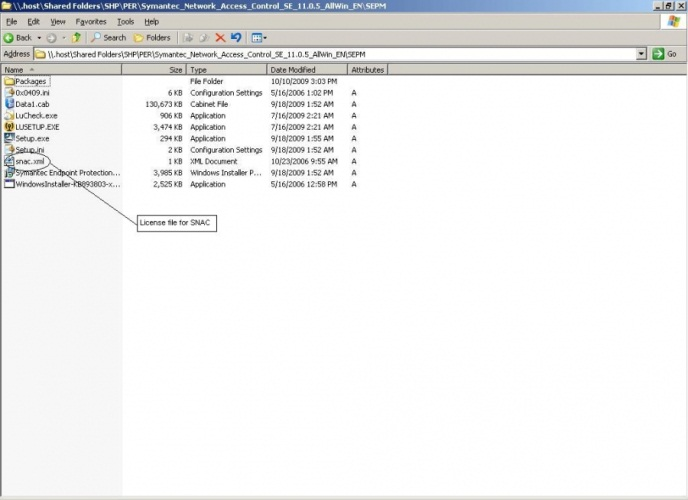 \\.host\Shared Folders\SHP\PER\Symantec_Network_Access_Control_SE_11.0.5_AllWin_EN\SEPM
File Edit View Favorites Tools Help
Back Search Folders
Address \\.host\Shared Folders\SHP\PER\Symantec_Network_Access_Control_SE_11.0.5_AllWin_EN\SEPM Go
Name Size Type Date Modified Attributes
Packages File Folder 10/10/2009 3:03 PM
0x0409.ini 6 KB Configuration Settings 5/16/2006 1:02 PM A
Data1.cab 130,673 KB Cabinet File 9/18/2009 1:52 AM A
LuCheck.exe 906 KB Application 7/16/2009 2:21 AM A
LUSETUP.EXE 3,474 KB Application 7/16/2009 2:21 AM A
Setup.exe 294 KB Application 9/18/2009 1:55 AM A
Setup.ini 2 KB Configuration Settings 9/18/2009 1:52 AM A
snac.xml 1 KB XML Document 10/23/2006 9:55 AM A
Symantec Endpoint Protection... 3,985 KB Windows Installer P... 9/18/2009 1:52 AM A
WindowsInstaller-KB893803-x... 2,525 KB Application 5/16/2006 12:58 PM A
License file for SNAC